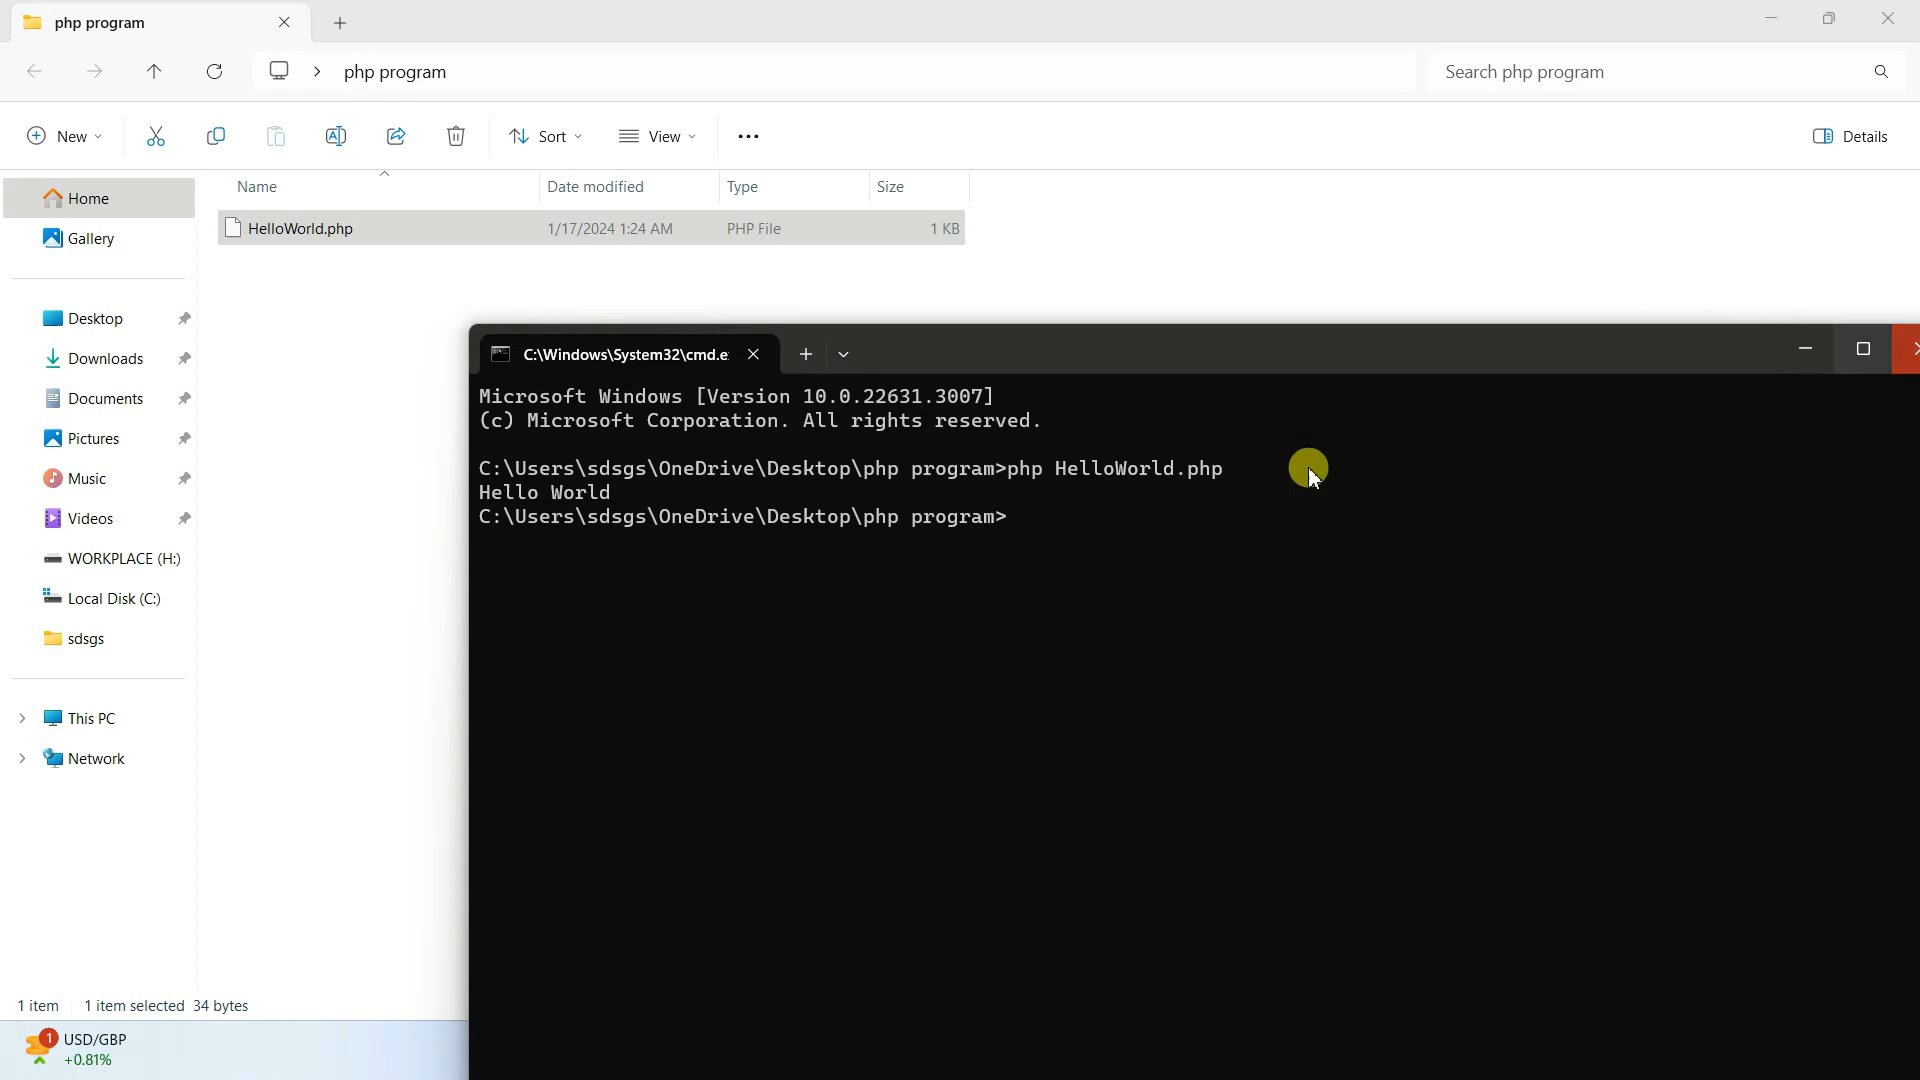 php program
php program
Search php program
New
Sort
View
Details
Name
Date modified
Type
Size
Home
HelloWorld.php
1/17/2024 1:24 AM
PHP File
1 KB
Gallery
Desktop
Downloads
Documents
Pictures
Music
Videos
WORKPLACE (H:)
Local Disk (C:)
sdsgs
This PC
Network
C:\Windows\System32\cmd.e
Microsoft Windows [Version 10.0.22631.3007]
(c) Microsoft Corporation. All rights reserved.
C:\Users\sdsgs\OneDrive\Desktop\php program>php HelloWorld.php
Hello World
C:\Users\sdsgs\OneDrive\Desktop\php program>
1 item
1 item selected 34 bytes
1
USD/GBP
+0.81%